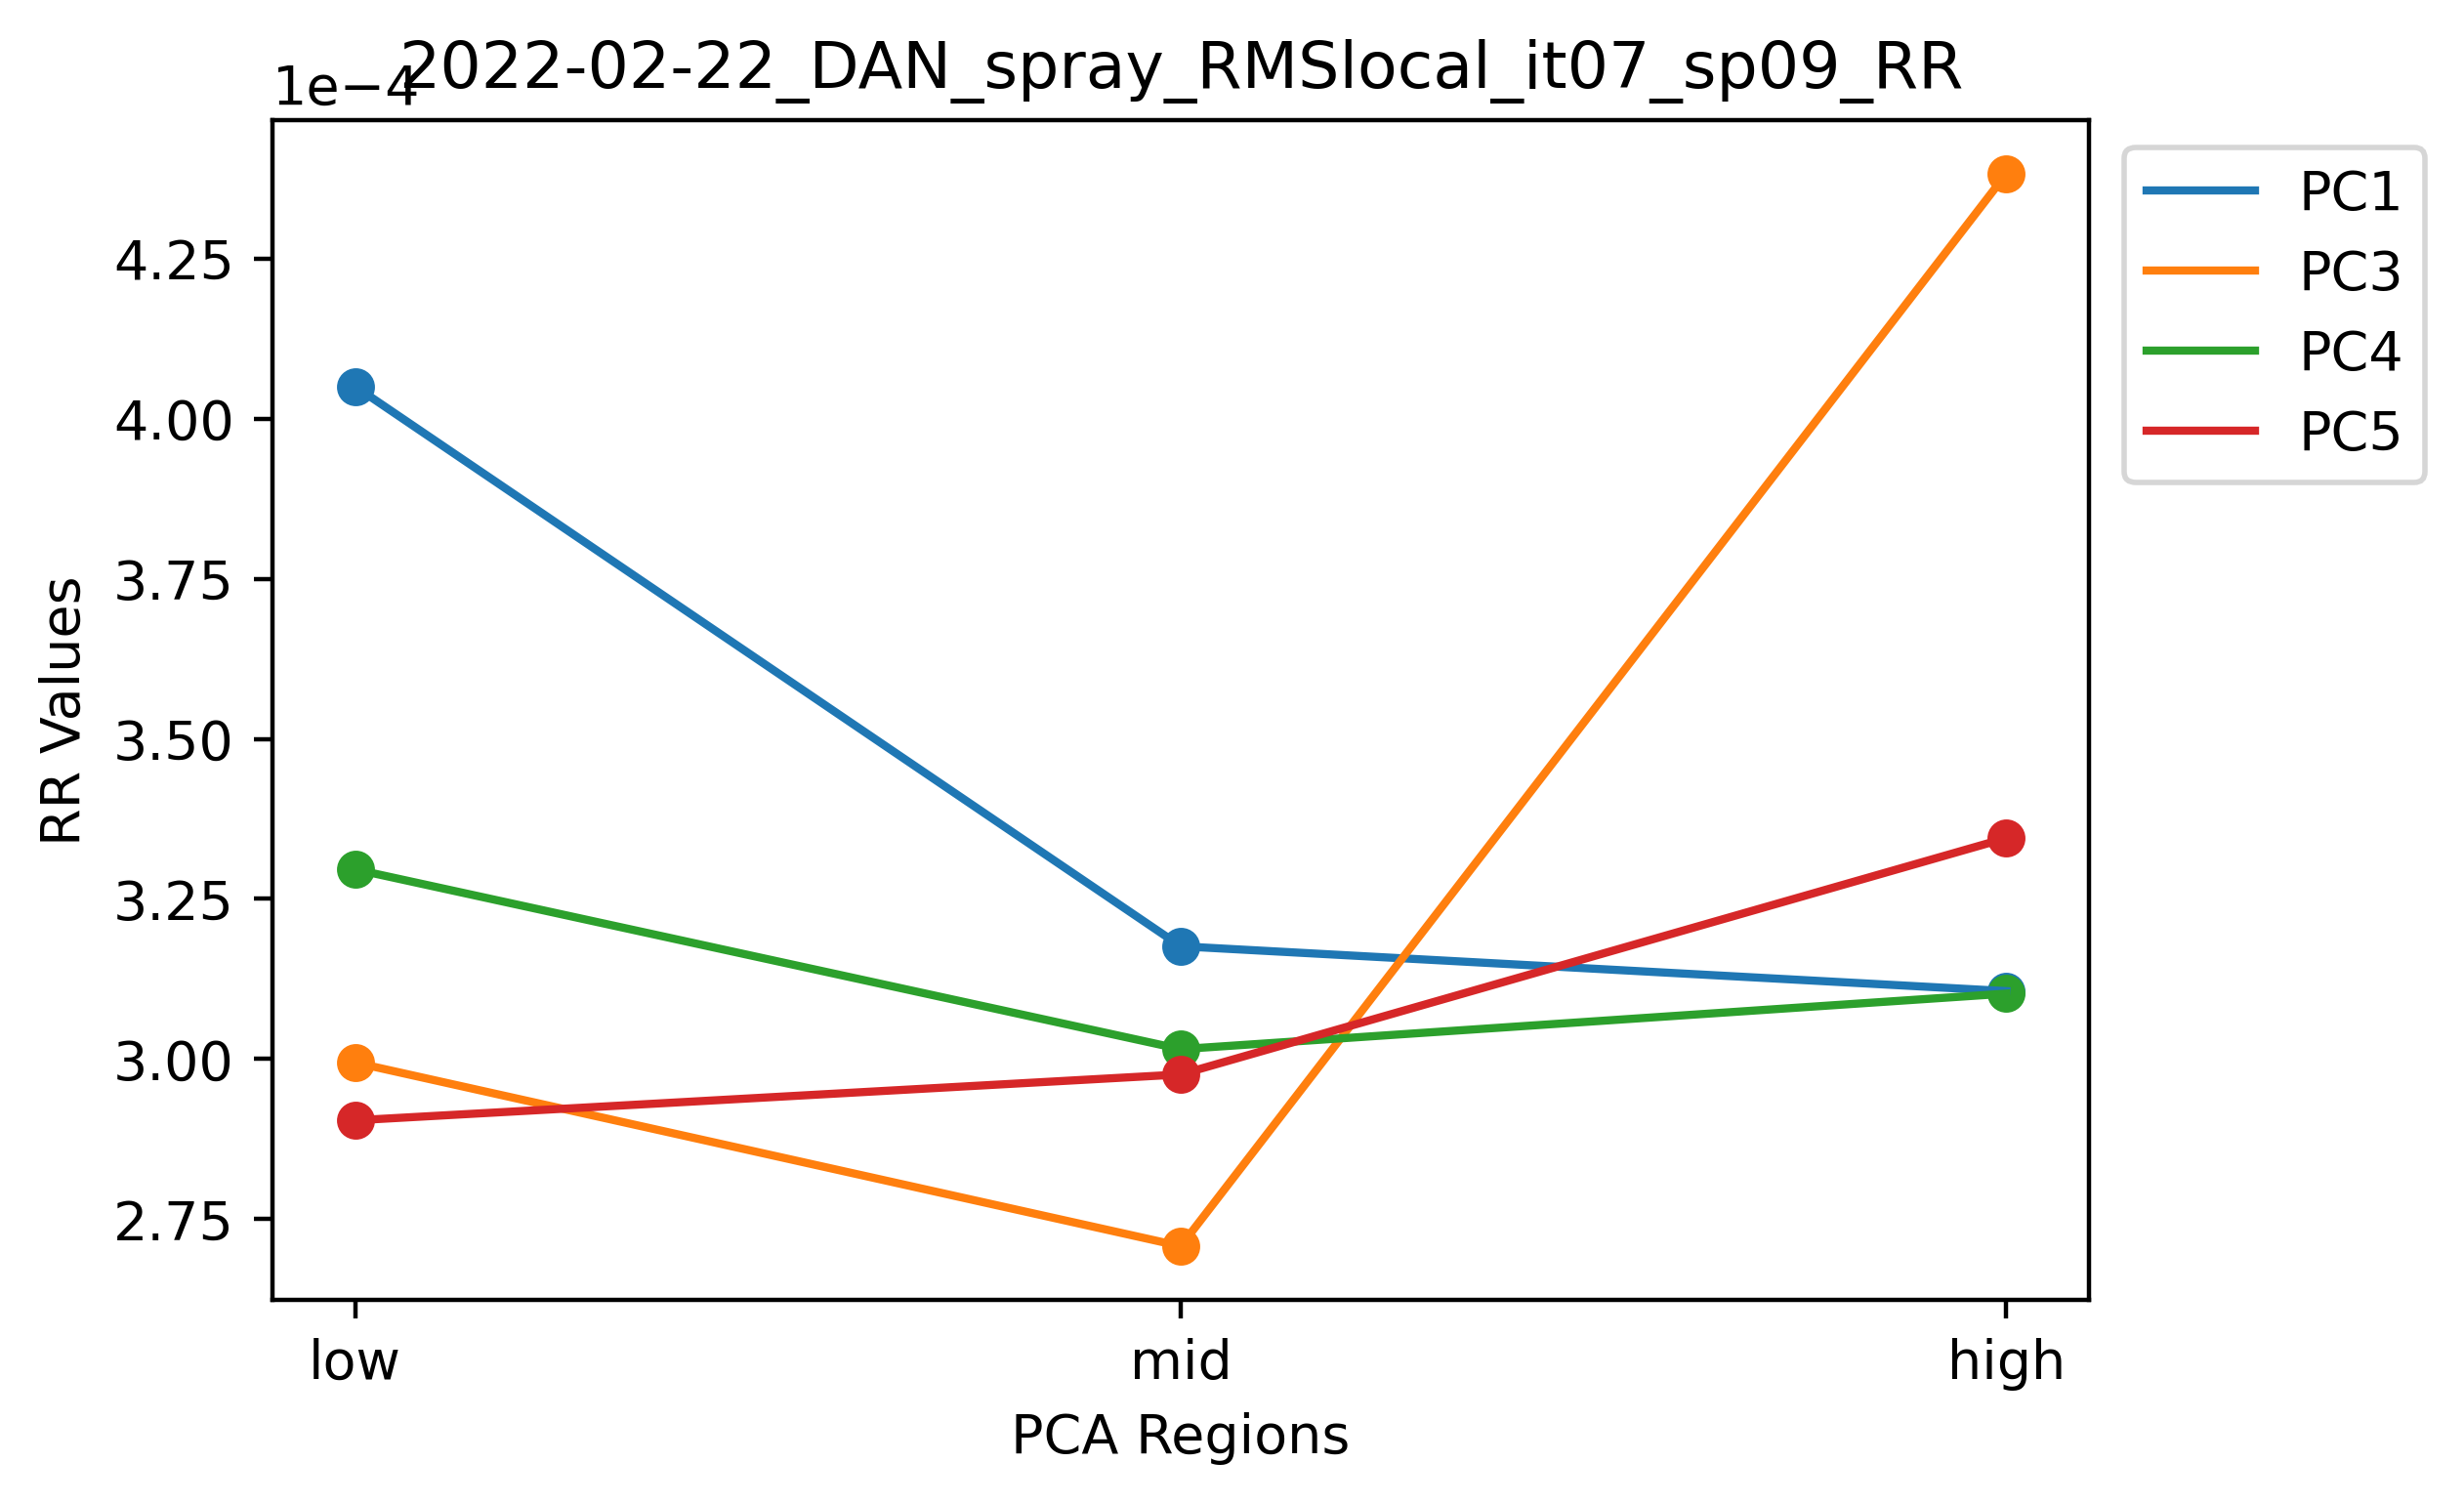 2022-02-22_DAN_spray_RMSlocal_it07_sp09_RR
1e−4
4.25
4.00
3.75
3.50
3.25
3.00
2.75
RR Values
low
mid
high
PCA Regions
PC1
PC3
PC4
PC5